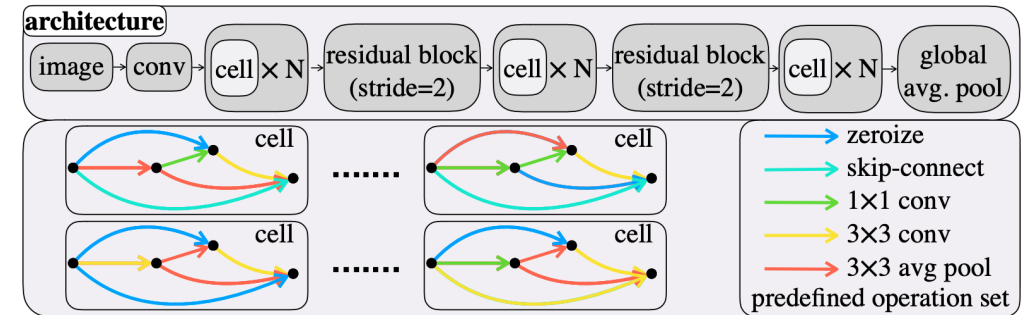 architecture
image
conv
cell × N
residual block
(stride=2)
cell × N
residual block
(stride=2)
cell × N
global
avg. pool
cell
cell
cell
cell
zeroize
skip-connect
1×1 conv
3×3 conv
3×3 avg pool
predefined operation set